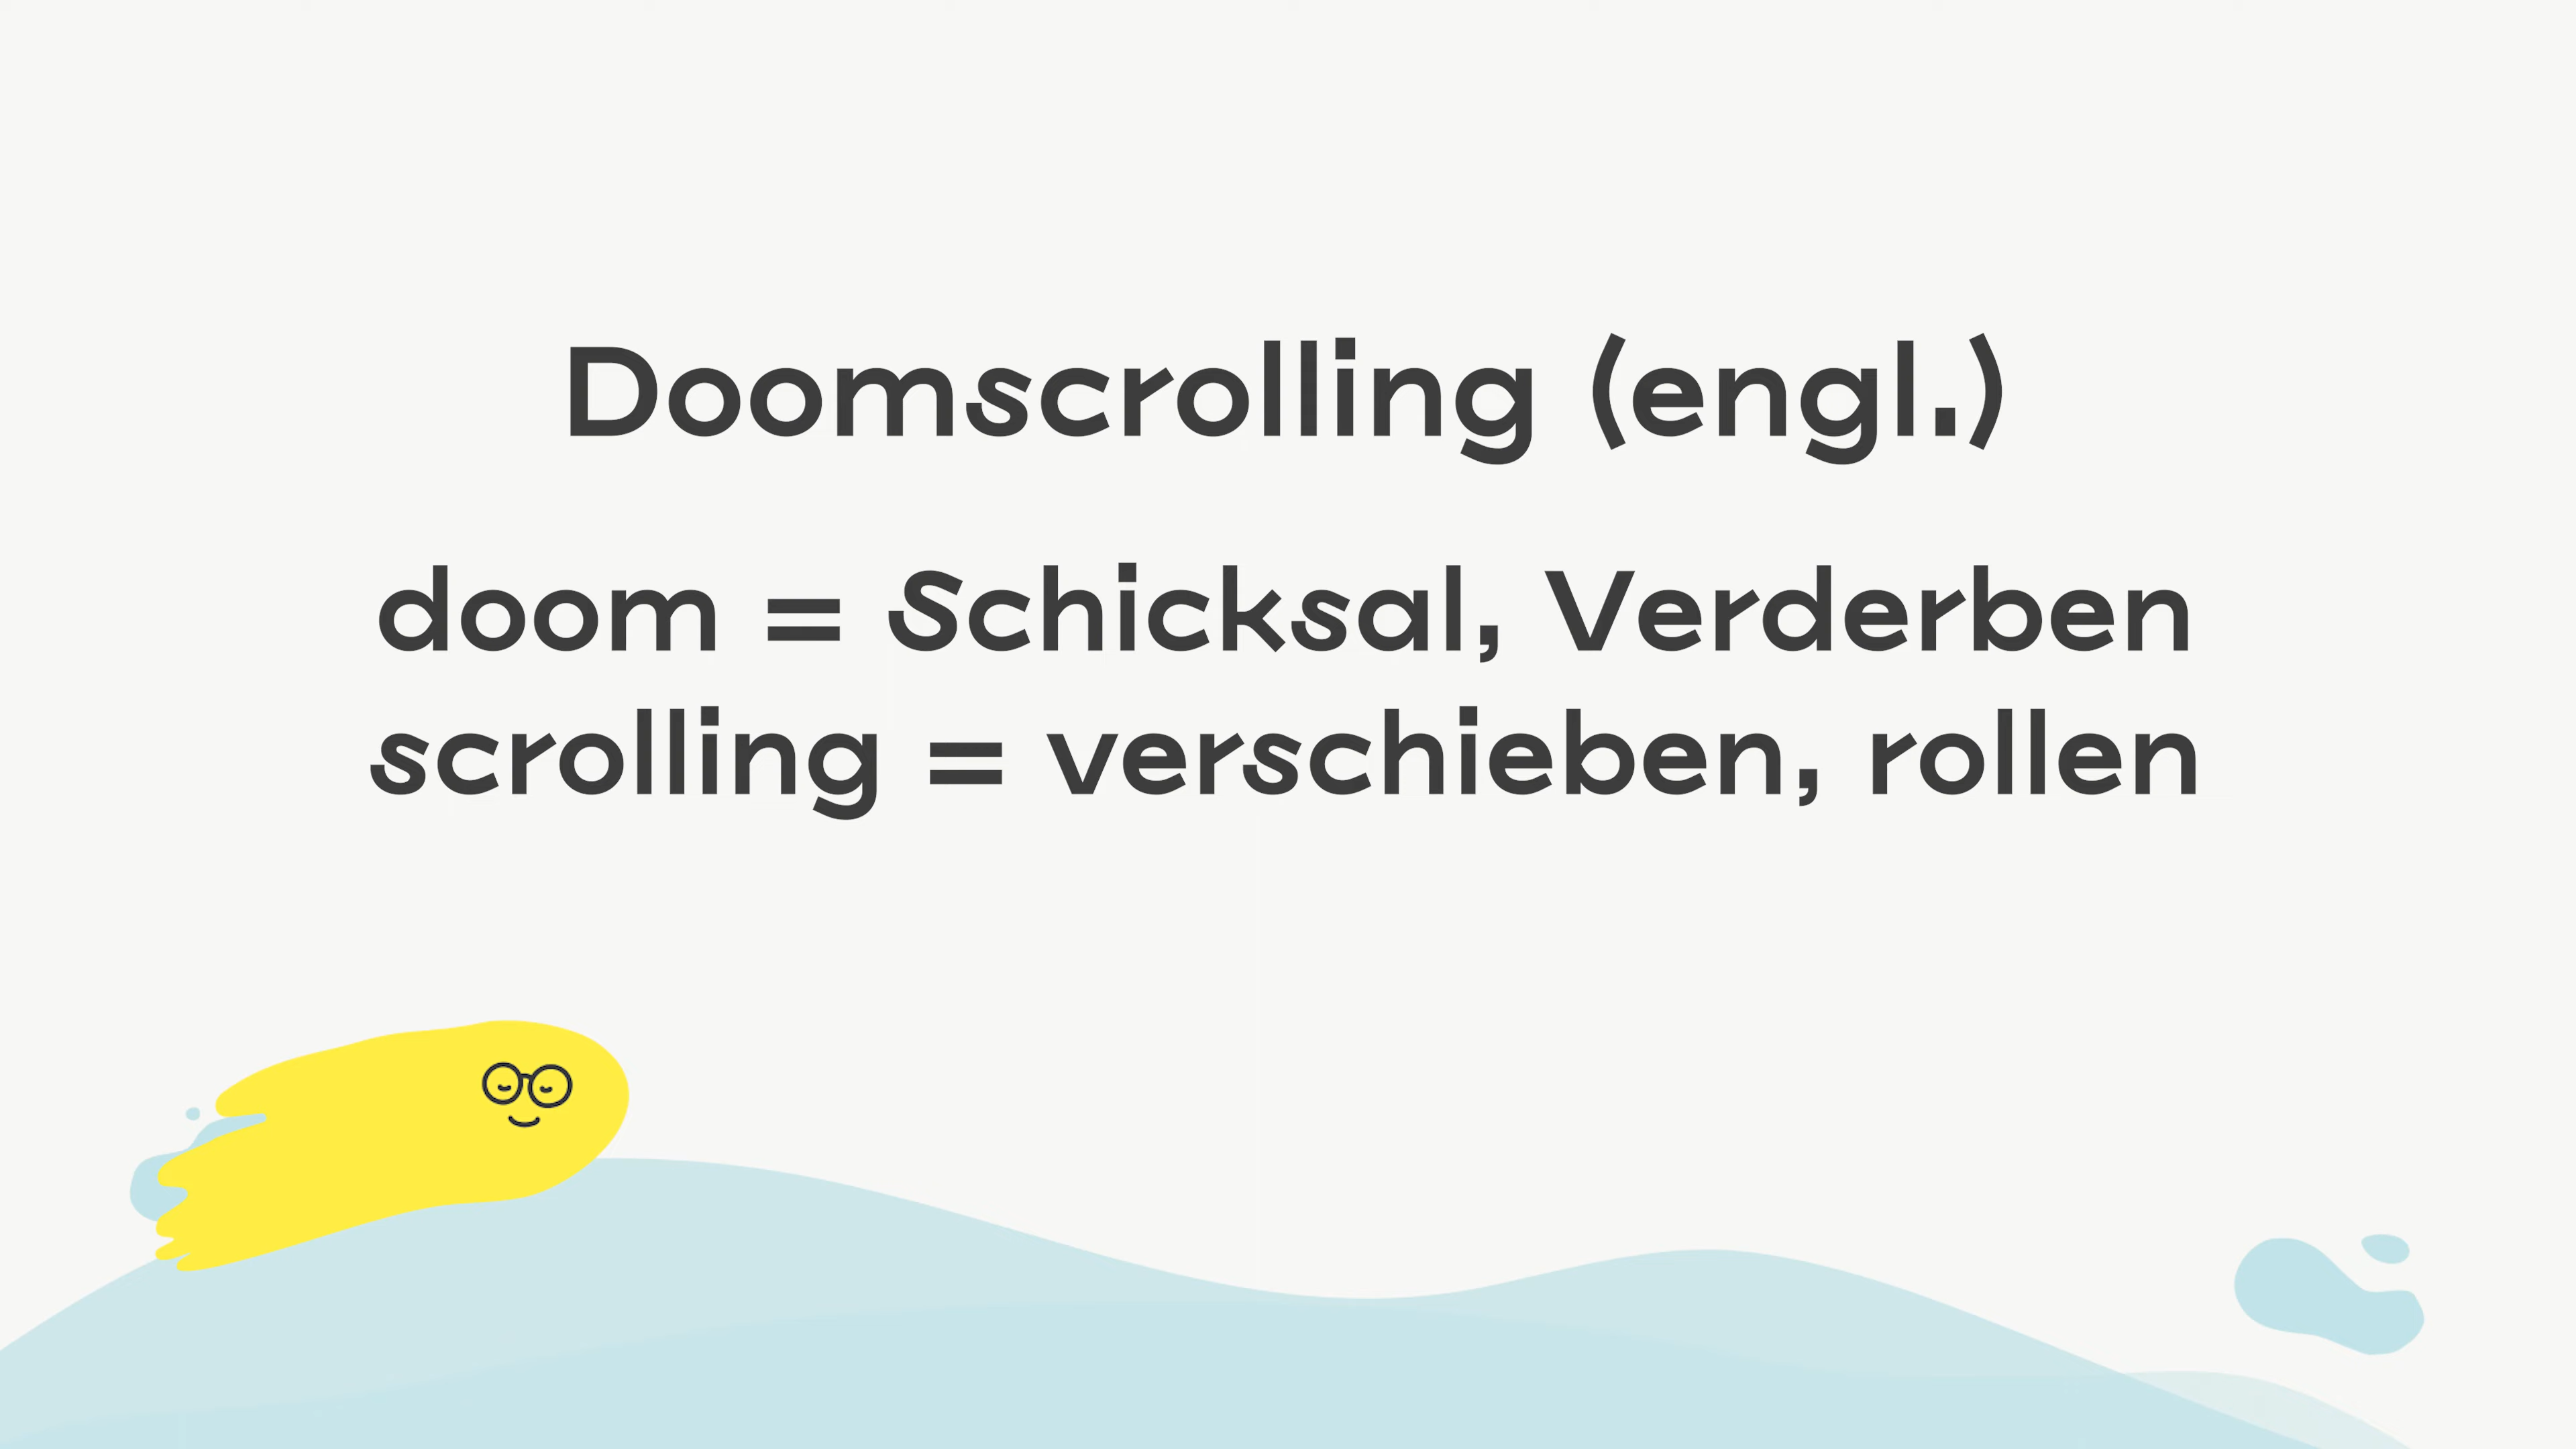 Doomscrolling (engl.)
doom = Schicksal, Verderben
scrolling = verschieben, rollen